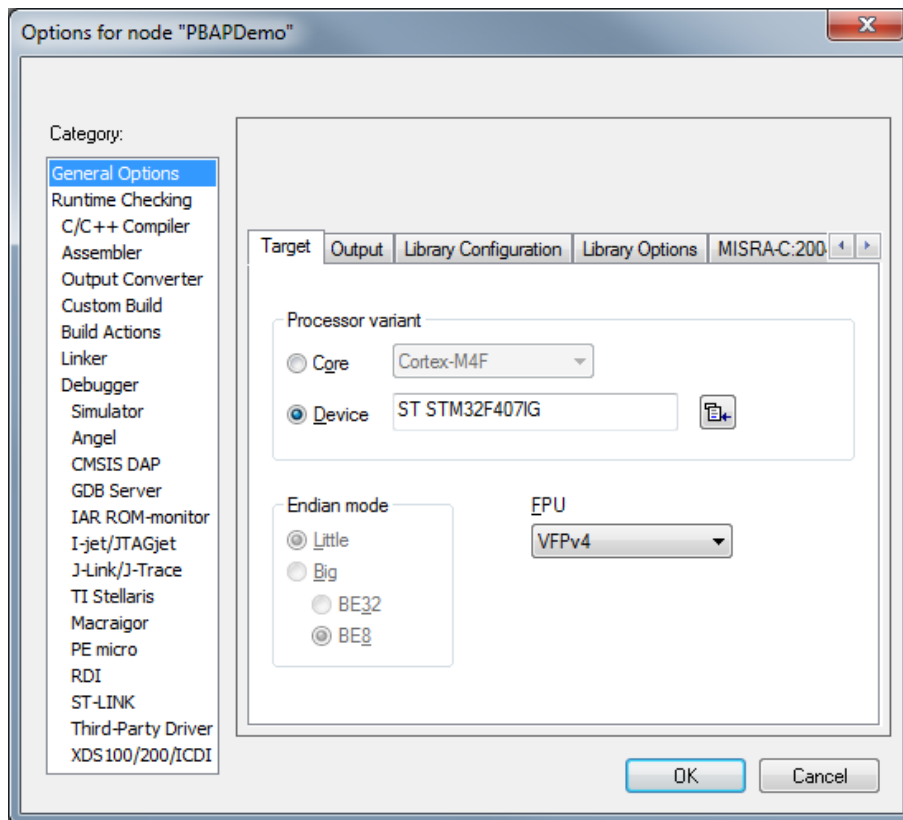 Options for node "PBAPDemo"
Category:
General Options
Runtime Checking
C/C++ Compiler
Assembler
Output Converter
Custom Build
Build Actions
Linker
Debugger
Simulator
Angel
CMSIS DAP
GDB Server
IAR ROM-monitor
I-jet/JTAGjet
J-Link/J-Trace
TI Stellaris
Macraigor
PE micro
RDI
ST-LINK
Third-Party Driver
XDS100/200/ICDI
Target Output Library Configuration Library Options MISRA-C:200
Processor variant
Core Cortex-M4F
Device ST STM32F407IG
Endian mode
Little
Big
BE32
BE8
FPU
VFPv4
OK Cancel